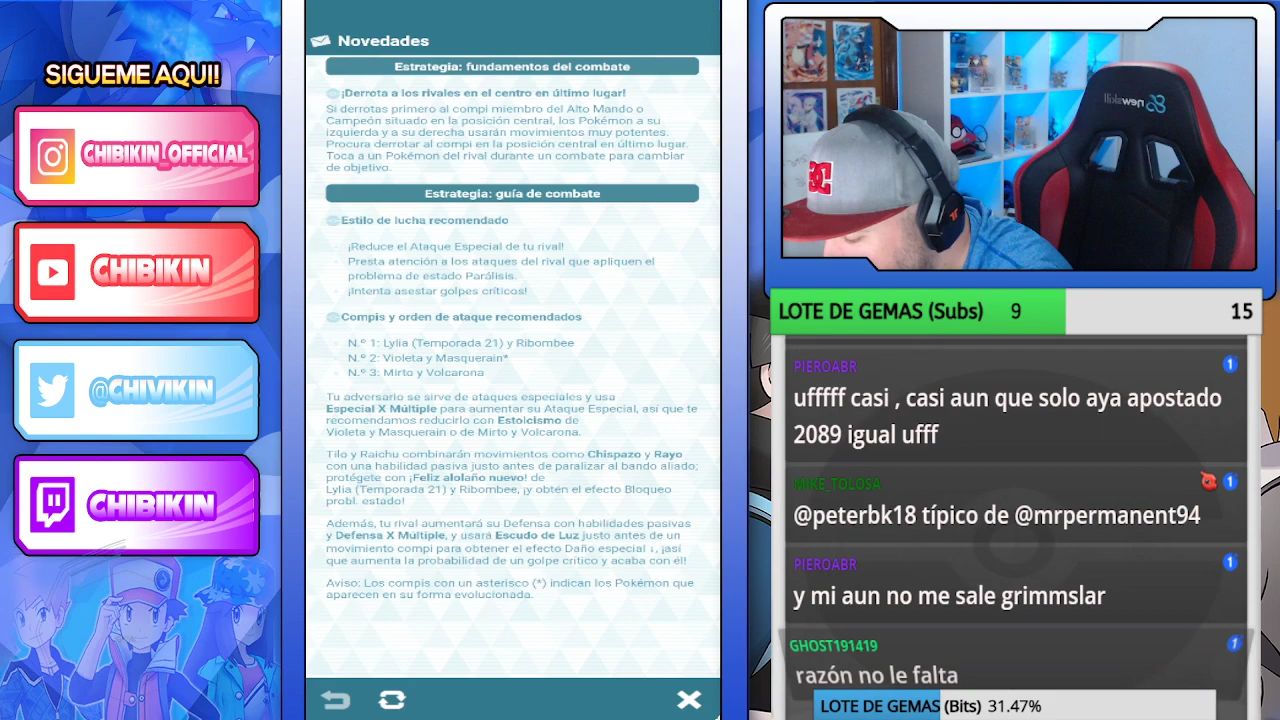 SIGUEME AQUI!
CHIBIKIN_OFFICIAL
CHIBIKIN
@CHIVIKIN
CHIBIKIN
Novedades
Estrategia: fundamentos del combate
¡Derrota a los rivales en el centro en último lugar!
Si derrotas primero al compi miembro del Alto Mando o
Campeón situado en la posición central, los Pokémon a su
izquierda y a su derecha usarán movimientos muy potentes.
Procura derrotar al compi en la posición central en último lugar.
Toca a un Pokémon del rival durante un combate para cambiar
de objetivo.
Estrategia: guía de combate
Estilo de lucha recomendado
¡Reduce el Ataque Especial de tu rival!
Presta atención a los ataques del rival que apliquen el
problema de estado Parálisis.
¡Intenta asestar golpes críticos!
Compis y orden de ataque recomendados
N.º 1: Lylia (Temporada 21) y Ribombee
N.º 2: Violeta y Masquerain*
N.º 3: Mirto y Volcarona
Tu adversario se sirve de ataques especiales y usa
Especial X Múltiple para aumentar su Ataque Especial, así que te
recomendamos reducirlo con Estoicismo de
Violeta y Masquerain o de Mirto y Volcarona.
Tilo y Raichu combinarán movimientos como Chispazo y Rayo
con una habilidad pasiva justo antes de paralizar al bando aliado;
protégete con ¡Feliz alolaño nuevo! de
Lylia (Temporada 21) y Ribombee, ¡y obtén el efecto Bloqueo
probl. estado!
Además, tu rival aumentará su Defensa con habilidades pasivas
y Defensa X Múltiple, y usará Escudo de Luz justo antes de un
movimiento compi para obtener el efecto Daño especial ↓, ¡así
que aumenta la probabilidad de un golpe crítico y acaba con él!
Aviso: Los compis con un asterisco (*) indican los Pokémon que
aparecen en su forma evolucionada.
newskill
LOTE DE GEMAS (Subs) 9 15
PIEROABR 1
ufffff casi , casi aun que solo aya apostado
2089 igual ufff
MIKE_TOLOSA 1
@peterbk18 típico de @mrpermanent94
PIEROABR 1
y mi aun no me sale grimmslar
GHOST191419 1
razón no le falta
LOTE DE GEMAS (Bits) 31.47%